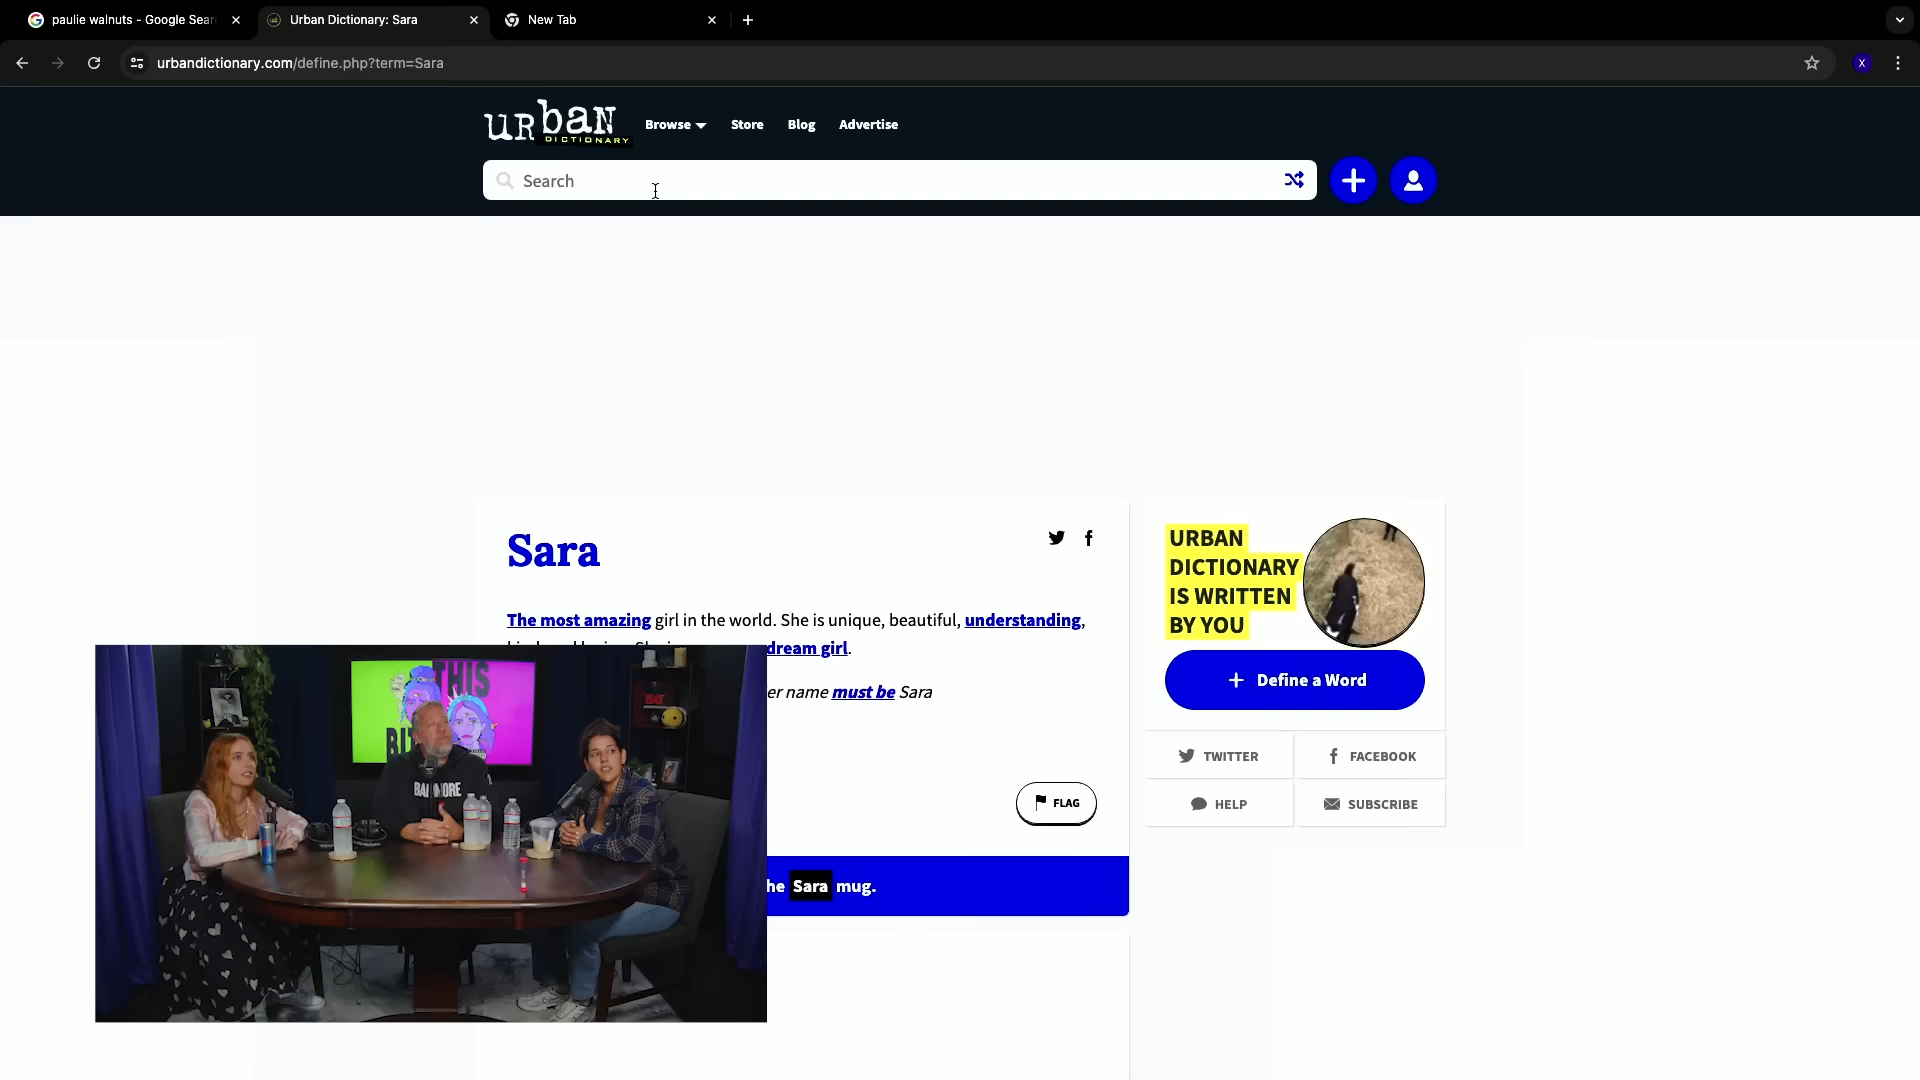 paulie walnuts - Google Sear
Urban Dictionary: Sara
New Tab
urbandictionary.com/define.php?term=Sara
X
urban
DICTIONARY
Browse
Store
Blog
Advertise
Search
Sara
The most amazing girl in the world. She is unique, beautiful, understanding,
dream girl.
er name must be Sara
FLAG
he Sara mug.
URBAN
DICTIONARY
IS WRITTEN
BY YOU
+ Define a Word
TWITTER
FACEBOOK
HELP
SUBSCRIBE
THIS